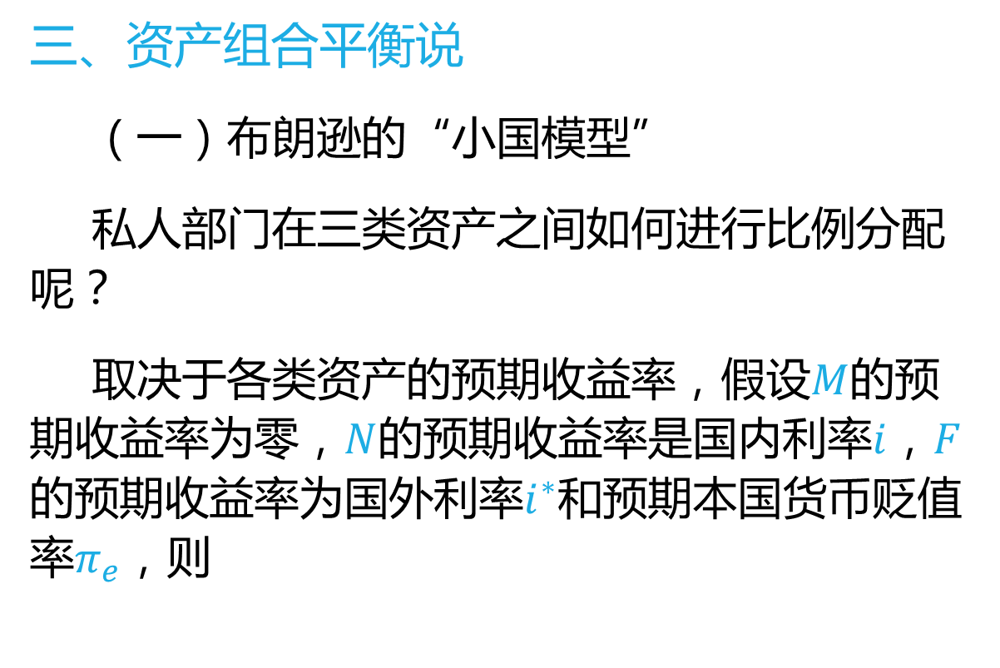 三、资产组合平衡说
（一）布朗逊的“小国模型”
私人部门在三类资产之间如何进行比例分配
呢？
取决于各类资产的预期收益率，假设M的预
期收益率为零，N的预期收益率是国内利率i，F
的预期收益率为国外利率i*和预期本国货币贬值
率πe，则